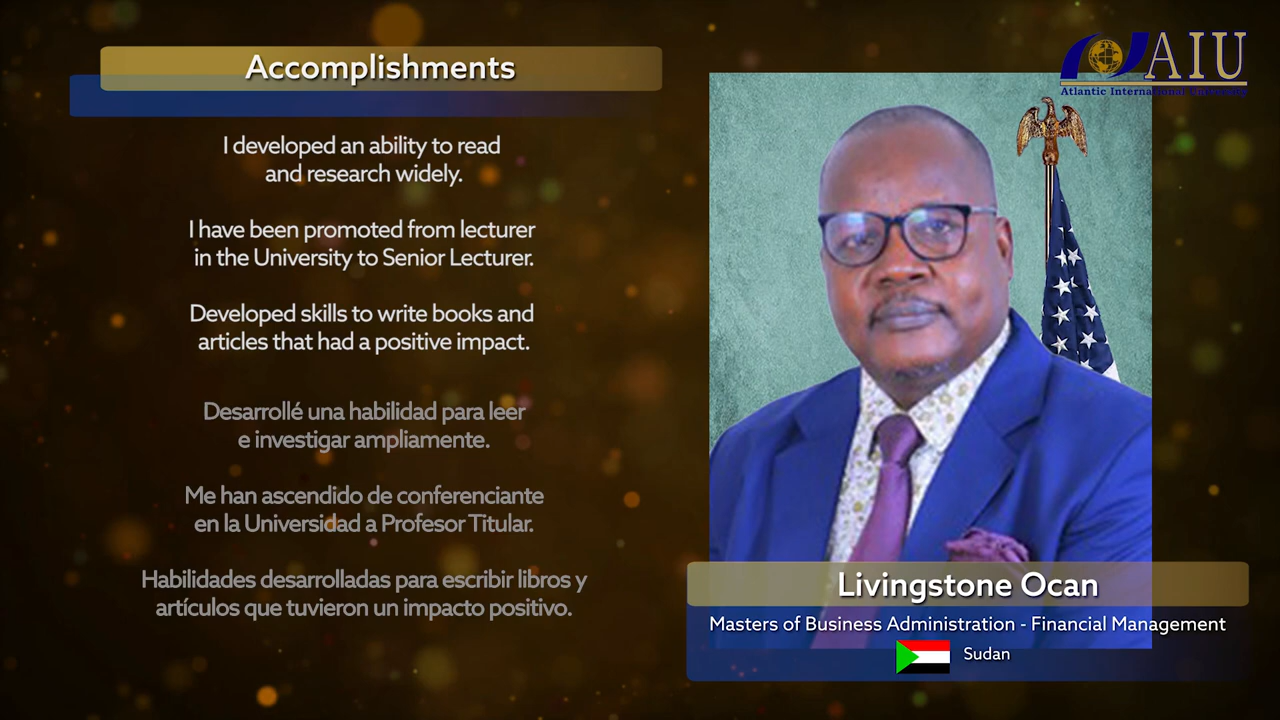 Accomplishments
I developed an ability to read
and research widely.
I have been promoted from lecturer
in the University to Senior Lecturer.
Developed skills to write books and
articles that had a positive impact.
Desarrollé una habilidad para leer
e investigar ampliamente.
Me han ascendido de conferenciante
en la Universidad a Profesor Titular.
Habilidades desarrolladas para escribir libros y
artículos que tuvieron un impacto positivo.
AIU
Atlantic International University
Livingstone Ocan
Masters of Business Administration - Financial Management
Sudan